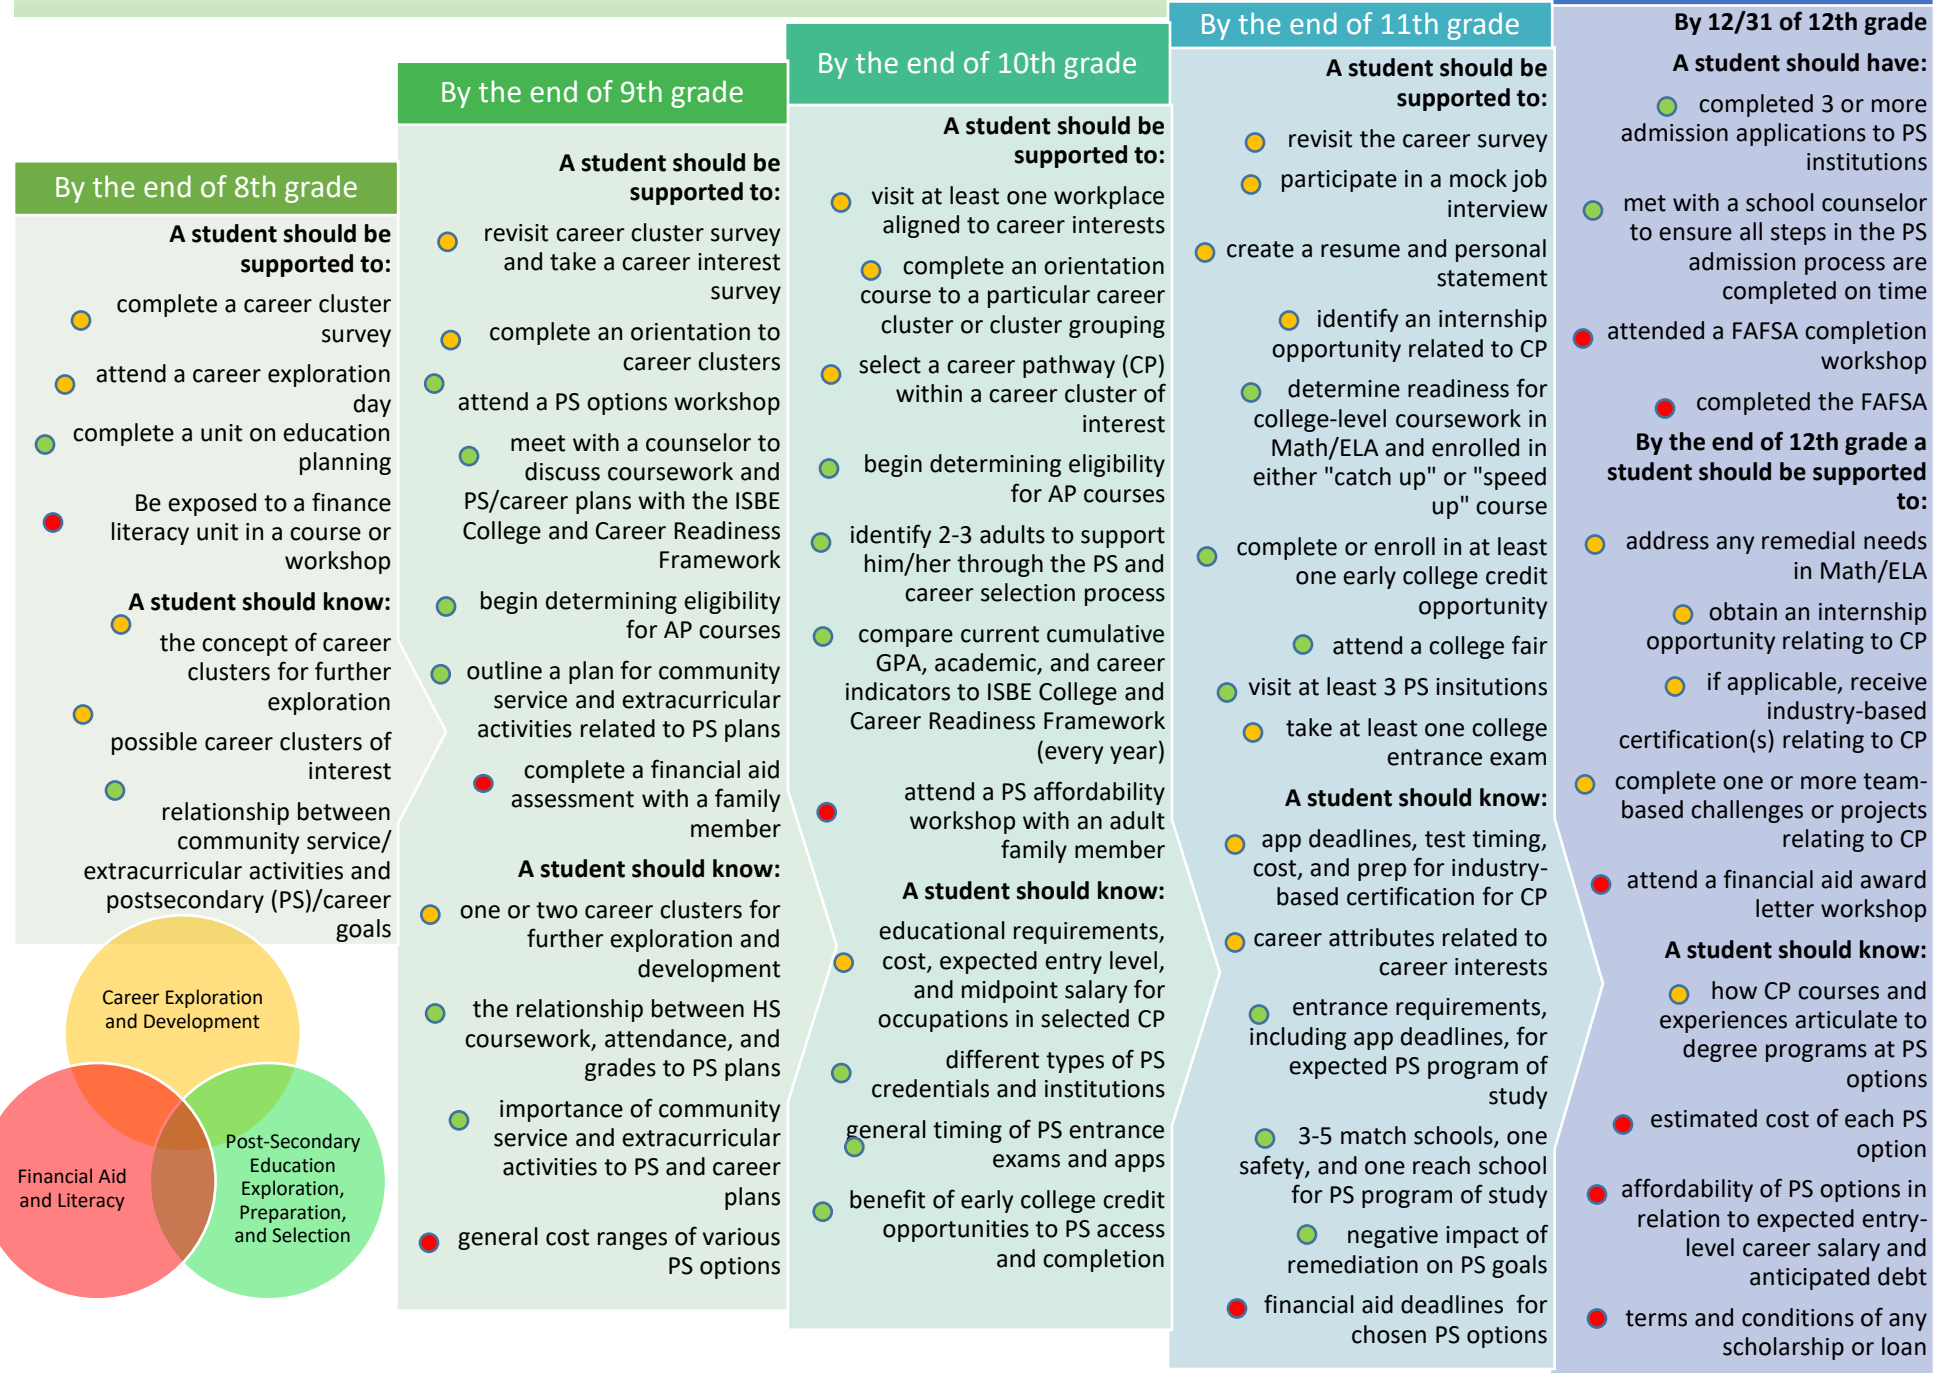 By the end of 8th grade
A student should be
supported to:
complete a career cluster
survey
attend a career exploration
day
complete a unit on education
planning
Be exposed to a finance
literacy unit in a course or
workshop
A student should know:
the concept of career
clusters for further
exploration
possible career clusters of
interest
relationship between
community service/
extracurricular activities and
postsecondary (PS)/career
goals
Career Exploration
and Development
Financial Aid
and Literacy
Post-Secondary
Education
Exploration,
Preparation,
and Selection
By the end of 9th grade
A student should be
supported to:
revisit career cluster survey
and take a career interest
survey
complete an orientation to
career clusters
attend a PS options workshop
meet with a counselor to
discuss coursework and
PS/career plans with the ISBE
College and Career Readiness
Framework
begin determining eligibility
for AP courses
outline a plan for community
service and extracurricular
activities related to PS plans
complete a financial aid
assessment with a family
member
A student should know:
one or two career clusters for
further exploration and
development
the relationship between HS
coursework, attendance, and
grades to PS plans
importance of community
service and extracurricular
activities to PS and career
plans
general cost ranges of various
PS options
By the end of 10th grade
A student should be
supported to:
visit at least one workplace
aligned to career interests
complete an orientation
course to a particular career
cluster or cluster grouping
select a career pathway (CP)
within a career cluster of
interest
begin determining eligibility
for AP courses
identify 2-3 adults to support
him/her through the PS and
career selection process
compare current cumulative
GPA, academic, and career
indicators to ISBE College and
Career Readiness Framework
(every year)
attend a PS affordability
workshop with an adult
family member
A student should know:
educational requirements,
cost, expected entry level,
and midpoint salary for
occupations in selected CP
different types of PS
credentials and institutions
general timing of PS entrance
exams and apps
benefit of early college credit
opportunities to PS access
and completion
By the end of 11th grade
A student should be
supported to:
revisit the career survey
participate in a mock job
interview
create a resume and personal
statement
identify an internship
opportunity related to CP
determine readiness for
college-level coursework in
Math/ELA and enrolled in
either "catch up" or "speed
up" course
complete or enroll in at least
one early college credit
opportunity
attend a college fair
visit at least 3 PS insitutions
take at least one college
entrance exam
A student should know:
app deadlines, test timing,
cost, and prep for industry-
based certification for CP
career attributes related to
career interests
entrance requirements,
including app deadlines, for
expected PS program of
study
3-5 match schools, one
safety, and one reach school
for PS program of study
negative impact of
remediation on PS goals
financial aid deadlines for
chosen PS options
By 12/31 of 12th grade
A student should have:
completed 3 or more
admission applications to PS
institutions
met with a school counselor
to ensure all steps in the PS
admission process are
completed on time
attended a FAFSA completion
workshop
completed the FAFSA
By the end of 12th grade a
student should be supported
to:
address any remedial needs
in Math/ELA
obtain an internship
opportunity relating to CP
if applicable, receive
industry-based
certification(s) relating to CP
complete one or more team-
based challenges or projects
relating to CP
attend a financial aid award
letter workshop
A student should know:
how CP courses and
experiences articulate to
degree programs at PS
options
estimated cost of each PS
option
affordability of PS options in
relation to expected entry-
level career salary and
anticipated debt
terms and conditions of any
scholarship or loan